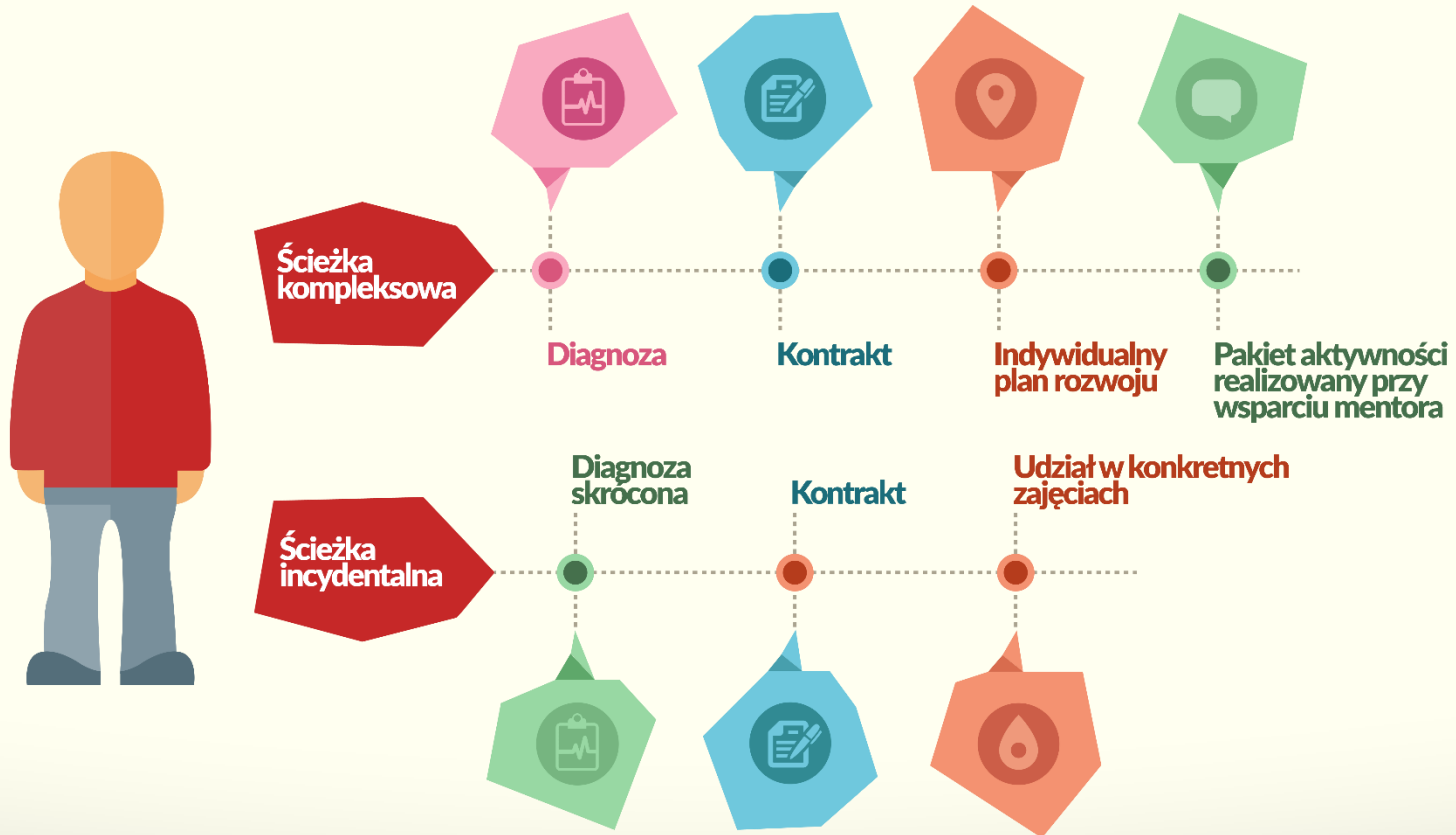 Ścieżka
kompleksowa
Diagnoza
Kontrakt
Indywidualny
plan rozwoju
Pakiet aktywności
realizowany przy
wsparciu mentora
Ścieżka
incydentalna
Diagnoza
skrócona
Kontrakt
Udział w konkretnych
zajęciach